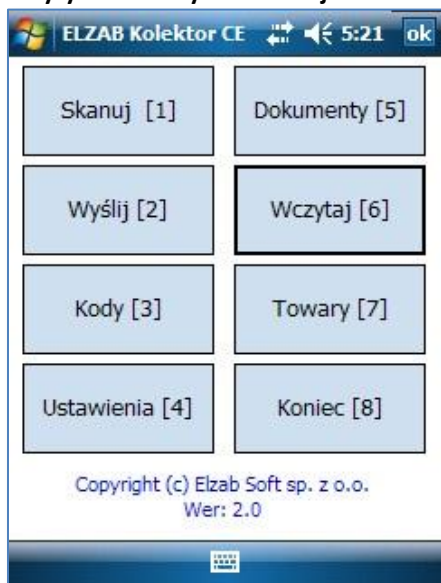 ELZAB Kolektor CE 5:21 ok
Skanuj [1] Dokumenty [5]
Wyślij [2] Wczytaj [6]
Kody [3] Towary [7]
Ustawienia [4] Koniec [8]
Copyright (c) Elzab Soft sp. z o.o.
Wer: 2.0